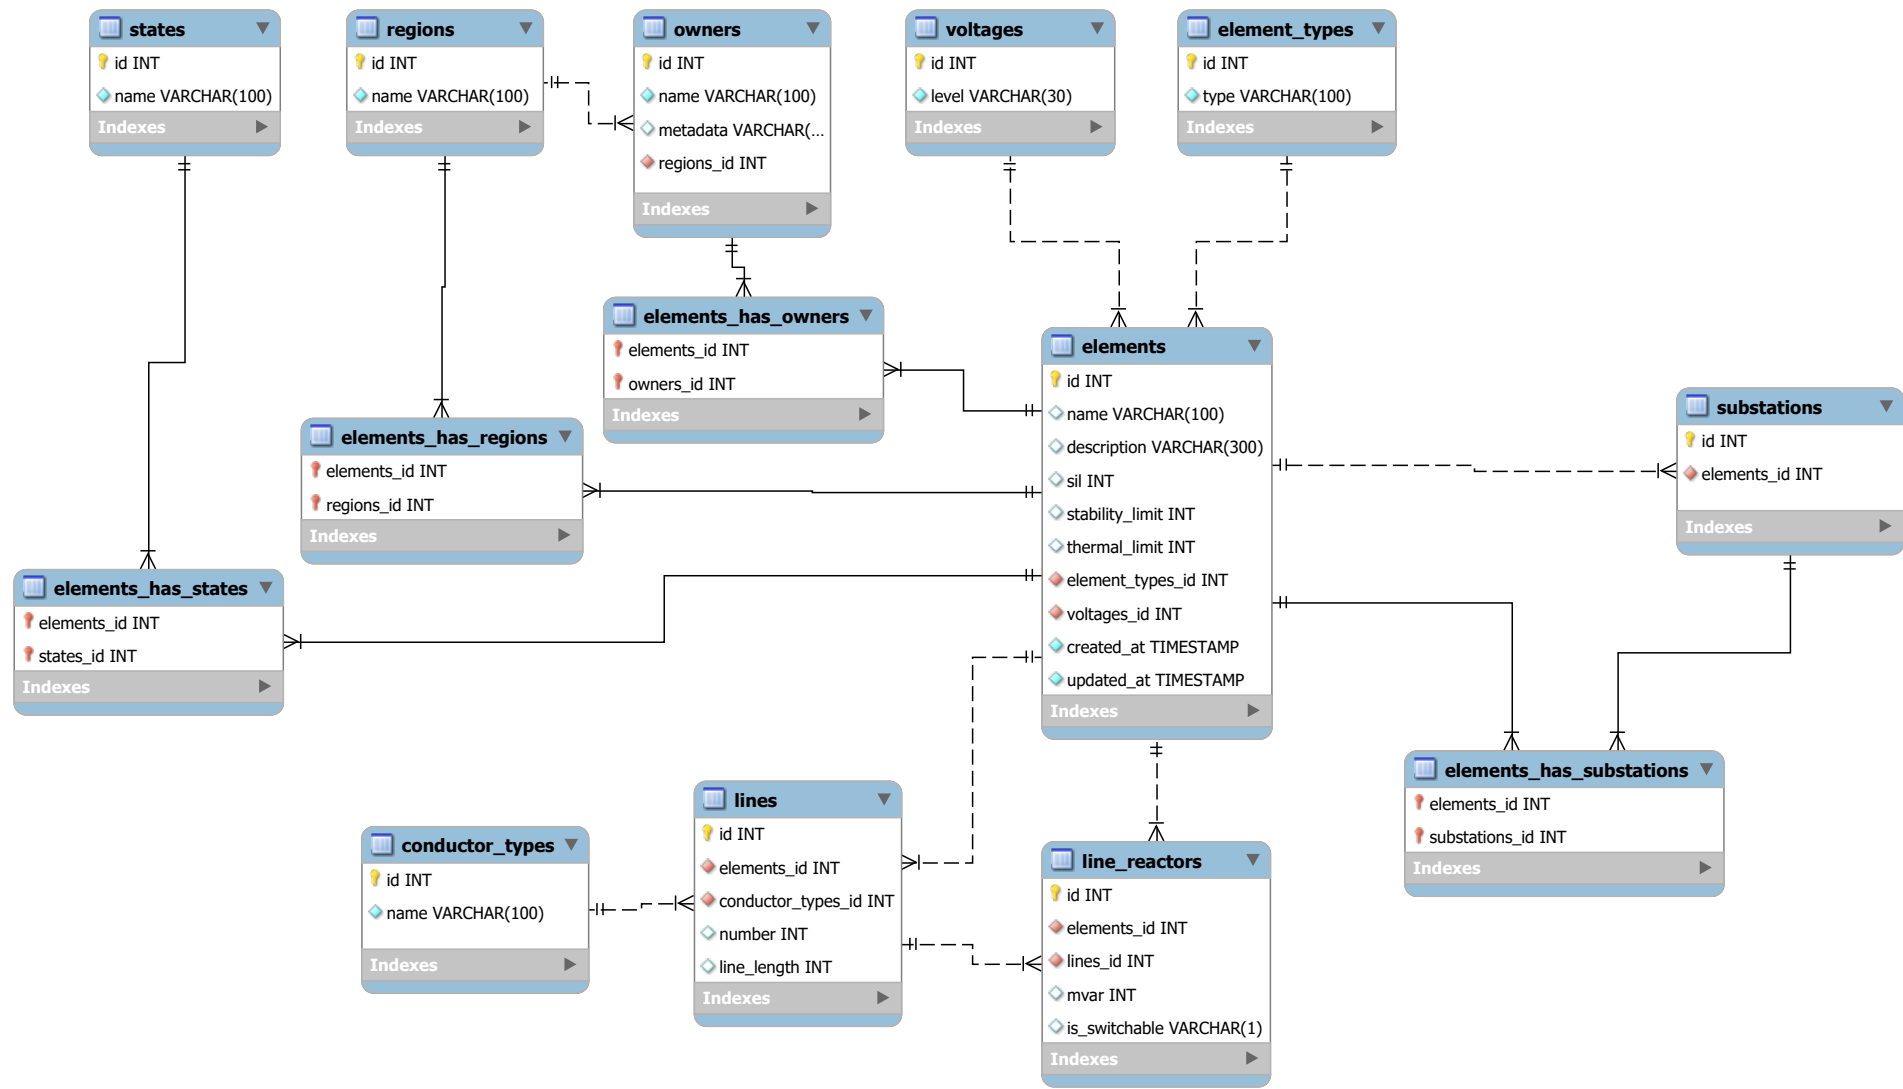 states
id INT
name VARCHAR(100)
Indexes
regions
id INT
name VARCHAR(100)
Indexes
owners
id INT
name VARCHAR(100)
metadata VARCHAR(...
regions_id INT
Indexes
voltages
id INT
level VARCHAR(30)
Indexes
element_types
id INT
type VARCHAR(100)
Indexes
elements_has_owners
elements_id INT
owners_id INT
Indexes
elements
id INT
name VARCHAR(100)
description VARCHAR(300)
sil INT
stability_limit INT
thermal_limit INT
element_types_id INT
voltages_id INT
created_at TIMESTAMP
updated_at TIMESTAMP
Indexes
substations
id INT
elements_id INT
Indexes
elements_has_regions
elements_id INT
regions_id INT
Indexes
elements_has_states
elements_id INT
states_id INT
Indexes
elements_has_substations
elements_id INT
substations_id INT
Indexes
lines
id INT
elements_id INT
conductor_types_id INT
number INT
line_length INT
Indexes
conductor_types
id INT
name VARCHAR(100)
Indexes
line_reactors
id INT
elements_id INT
lines_id INT
mvar INT
is_switchable VARCHAR(1)
Indexes